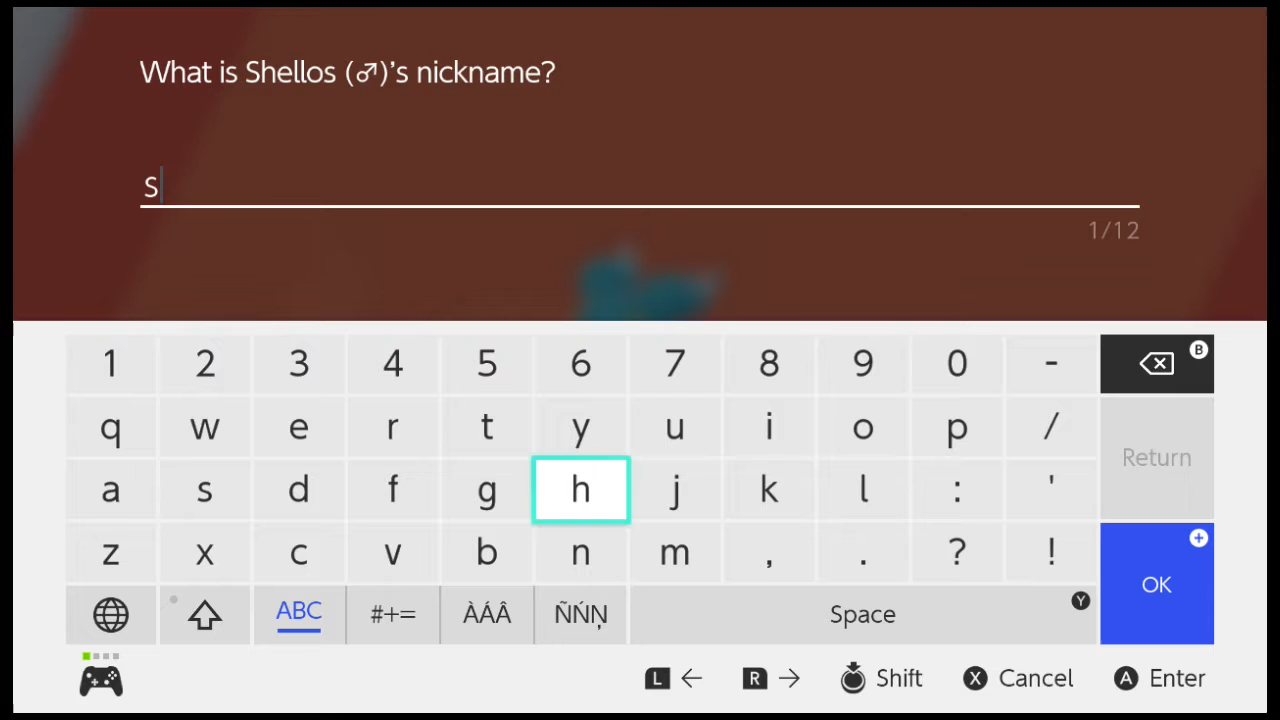 What is Shellos (♂)'s nickname?
S
1/12
1 2 3 4 5 6 7 8 9 0 - B
q w e r t y u i o p / Return
a s d f g h j k l : '
z x c v b n m , . ? ! + OK
ABC #+= ÀÁÂ ÑŃŅ Space Y
L ← R → Shift X Cancel A Enter